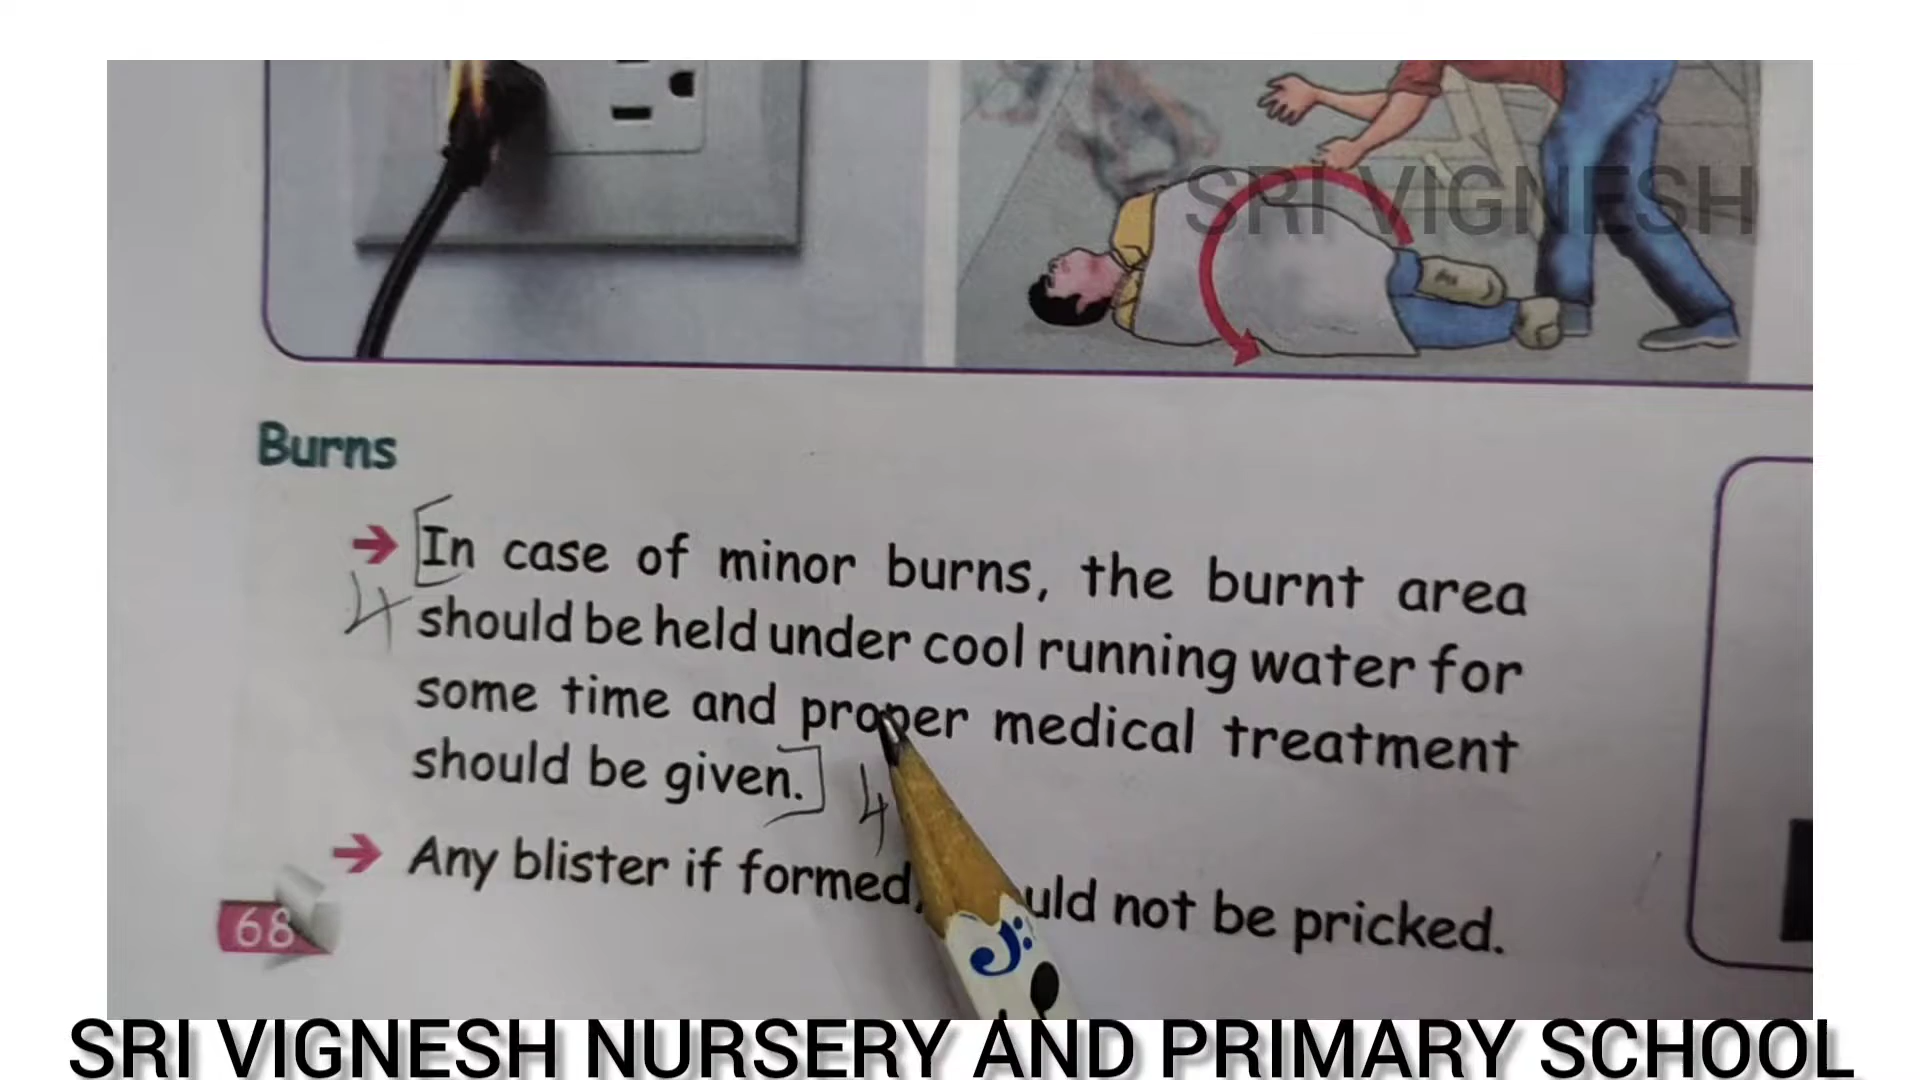 SRI VIGNESH
Burns
In case of minor burns, the burnt area
4 should be held under cool running water for
some time and proper medical treatment
should be given. 4
Any blister if formed, uld not be pricked.
68
SRI VIGNESH NURSERY AND PRIMARY SCHOOL